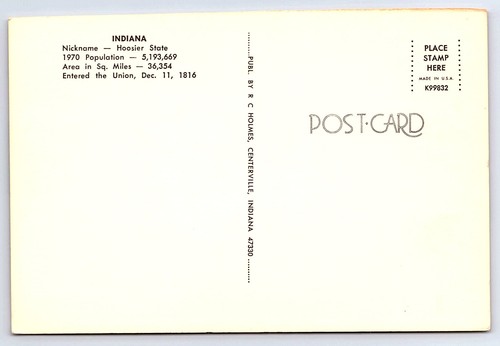 INDIANA
Nickname — Hoosier State
1970 Population — 5,193,669
Area in Sq. Miles — 36,354
Entered the Union, Dec. 11, 1816
PUBL. BY R C HOLMES, CENTERVILLE, INDIANA 47330
PLACE
STAMP
HERE
MADE IN U.S.A.
K99832
POST·CARD